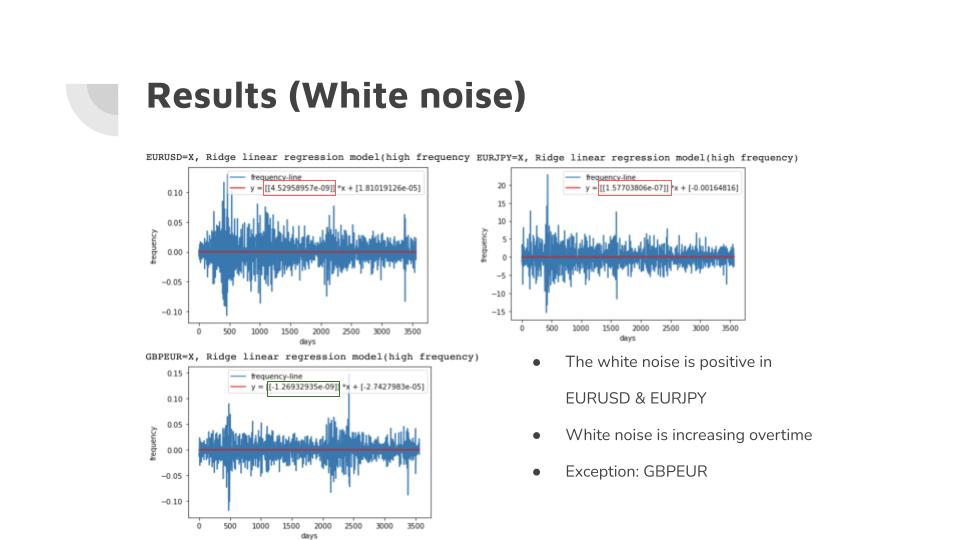 Results (White noise)
EURUSD=X, Ridge linear regression model(high frequency
frequency-line
y = [[4.52958957e-09]] *x + [1.81019126e-05]
0.10
0.05
0.00
−0.05
−0.10
frequency
0 500 1000 1500 2000 2500 3000 3500
days
EURJPY=X, Ridge linear regression model(high frequency)
frequency-line
y = [[1.57703806e-07]] *x + [-0.00164816]
20
15
10
5
0
−5
−10
−15
frequency
0 500 1000 1500 2000 2500 3000 3500
days
GBPEUR=X, Ridge linear regression model(high frequency)
frequency-line
y = [[-1.26932935e-09]] *x + [-2.7427983e-05]
0.15
0.10
0.05
0.00
−0.05
−0.10
frequency
0 500 1000 1500 2000 2500 3000 3500
days
● The white noise is positive in
EURUSD & EURJPY
● White noise is increasing overtime
● Exception: GBPEUR